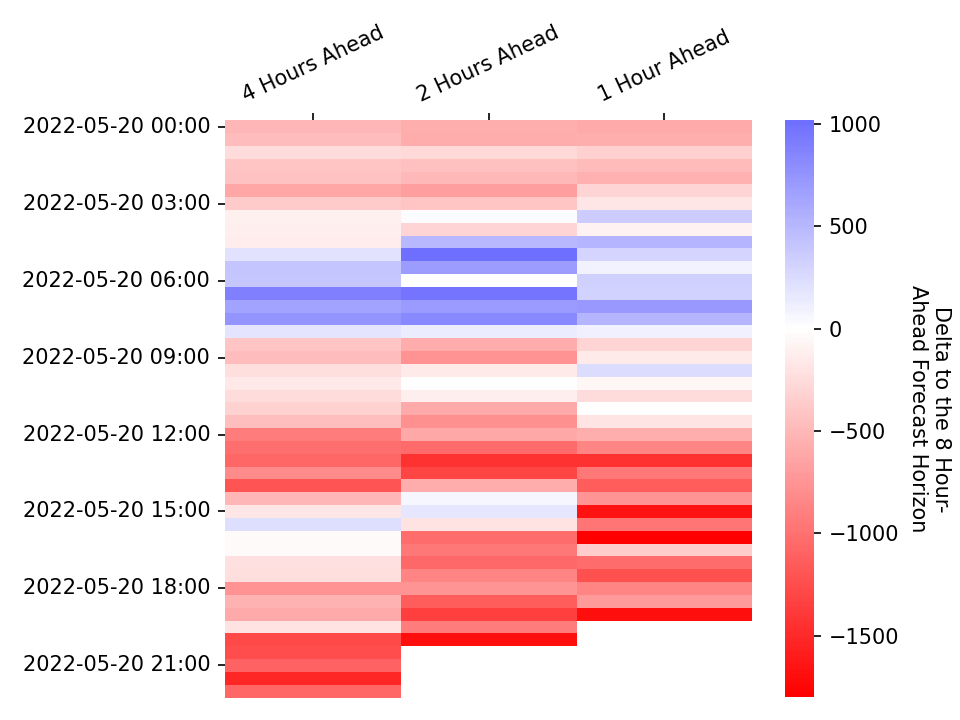 4 Hours Ahead
2 Hours Ahead
1 Hour Ahead
2022-05-20 00:00
2022-05-20 03:00
2022-05-20 06:00
2022-05-20 09:00
2022-05-20 12:00
2022-05-20 15:00
2022-05-20 18:00
2022-05-20 21:00
1000
500
0
−500
−1000
−1500
Delta to the 8 Hour-
Ahead Forecast Horizon